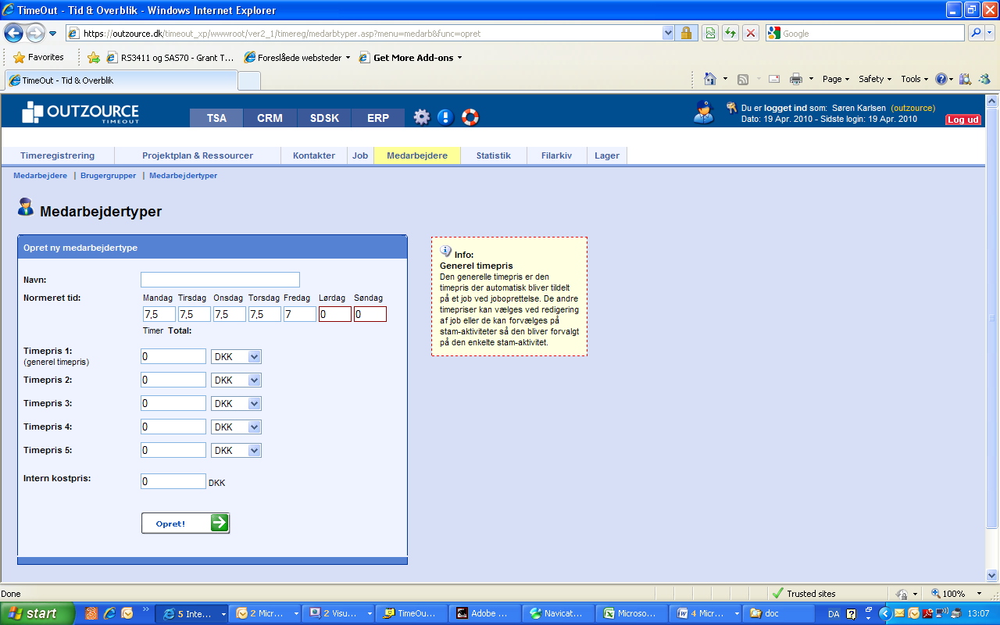 TimeOut - Tid & Overblik - Windows Internet Explorer
https://outzource.dk/timeout_xp/wwwroot/ver2_1/timereg/medarbtyper.asp?menu=medarb&func=opret
Google
Favorites
RS3411 og SAS70 - Grant T...
Foreslåede websteder
Get More Add-ons
TimeOut - Tid & Overblik
Page
Safety
Tools
OUTZOURCE
TIMEOUT
TSA
CRM
SDSK
ERP
Du er logget ind som: Søren Karlsen (outzource)
Dato: 19 Apr. 2010 - Sidste login: 19 Apr. 2010
Log ud
Timeregistrering
Projektplan & Ressourcer
Kontakter
Job
Medarbejdere
Statistik
Filarkiv
Lager
Medarbejdere | Brugergrupper | Medarbejdertyper
Medarbejdertyper
Opret ny medarbejdertype
Navn:
Normeret tid:
Mandag Tirsdag Onsdag Torsdag Fredag Lørdag Søndag
7,5 7,5 7,5 7,5 7 0 0
Timer Total:
Timepris 1: 0 DKK
(generel timepris)
Timepris 2: 0 DKK
Timepris 3: 0 DKK
Timepris 4: 0 DKK
Timepris 5: 0 DKK
Intern kostpris: 0 DKK
Opret!
Info:
Generel timepris
Den generelle timepris er den
timepris der automatisk bliver tildelt
på et job ved joboprettelse. De andre
timepriser kan vælges ved redigering
af job eller de kan forvælges på
stam-aktiviteter så den bliver forvalgt
på den enkelte stam-aktivitet.
Done
Trusted sites
100%
start
5 Inte...
2 Micr...
2 Visu...
TimeOu...
Adobe ...
Navicat...
Microso...
4 Micr...
doc
DA
13:07